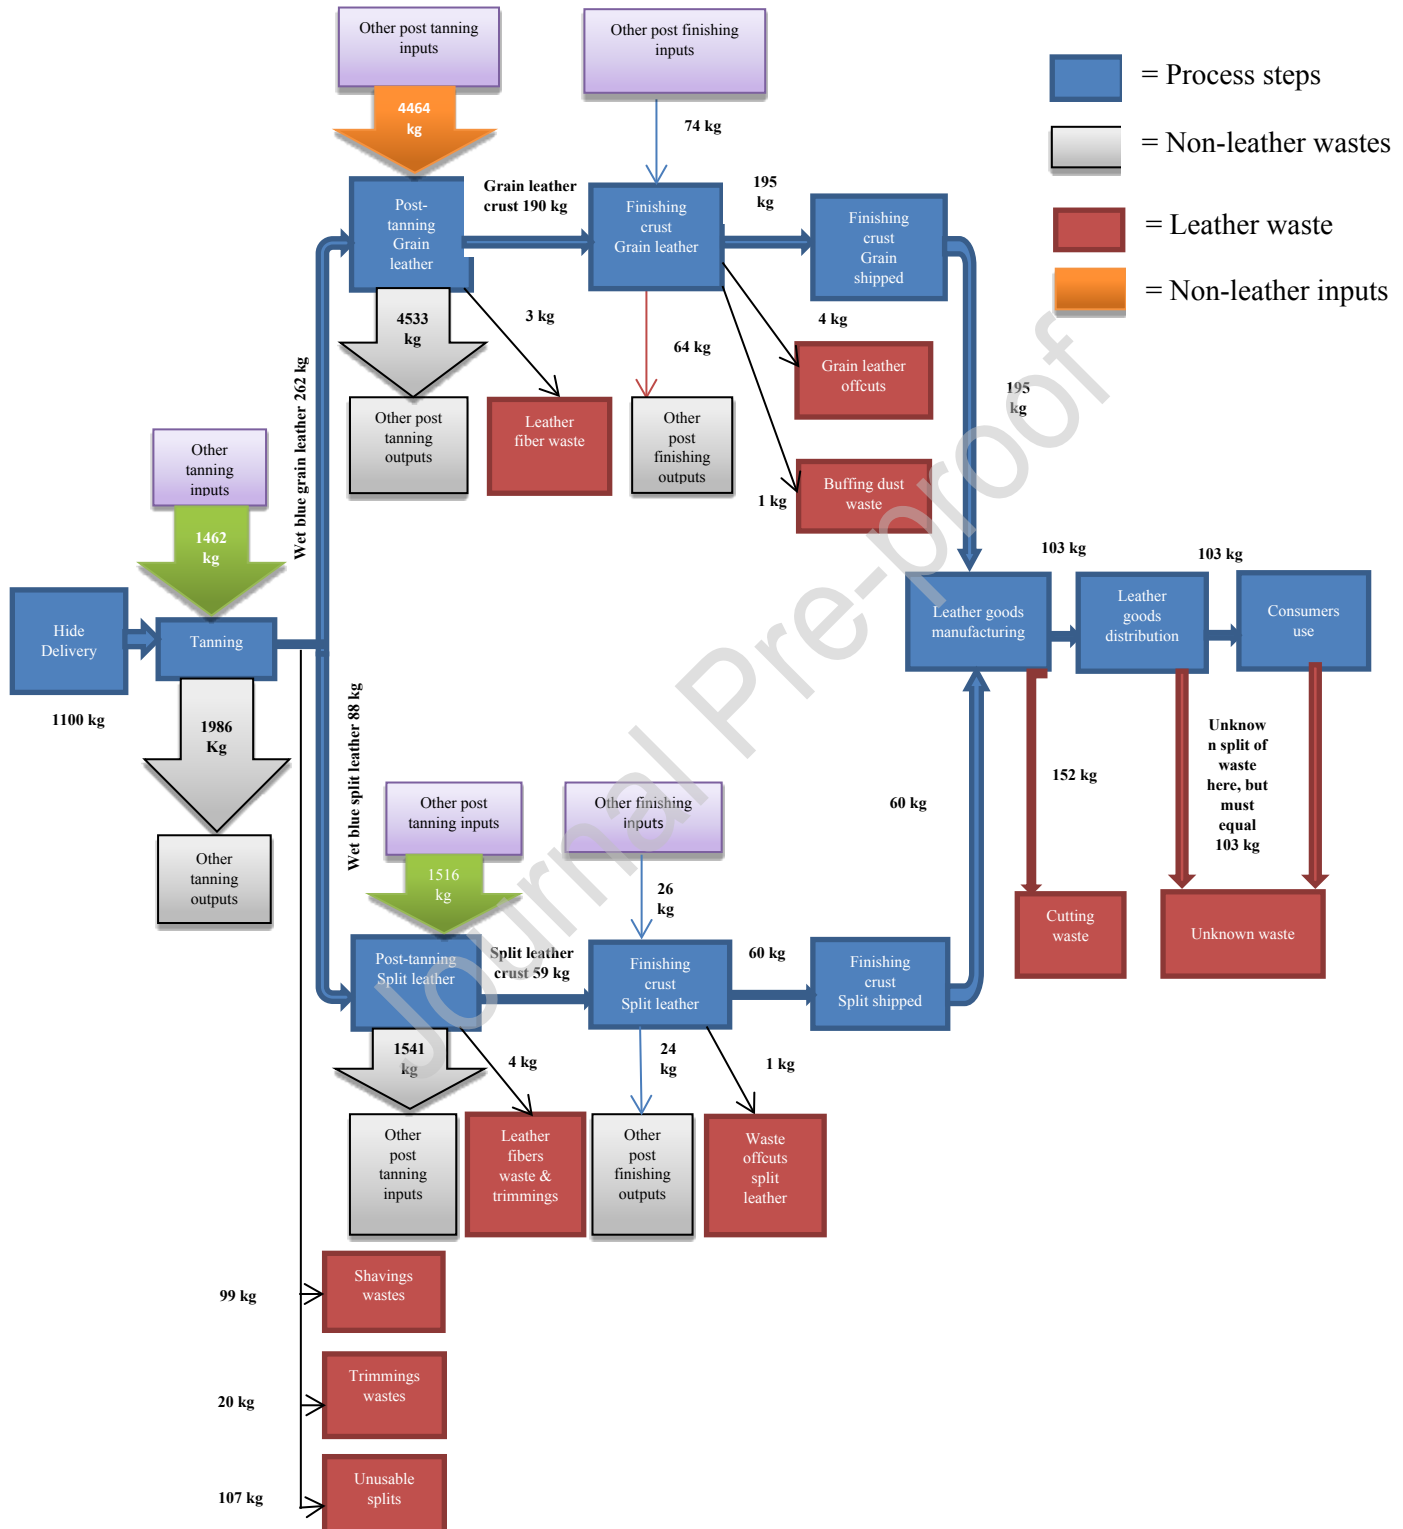 Other post tanning
inputs
Other post finishing
inputs
= Process steps
= Non-leather wastes
= Leather waste
= Non-leather inputs
4464
kg
74 kg
Post-
tanning
Grain
leather
Grain leather
crust 190 kg
Finishing
crust
Grain leather
195
kg
Finishing
crust
Grain
shipped
4533
kg
3 kg
64 kg
4 kg
Grain leather
offcuts
195
kg
Other post
tanning
outputs
Leather
fiber waste
Other
post
finishing
outputs
1 kg
Buffing dust
waste
Wet blue grain leather 262 kg
Other
tanning
inputs
1462
kg
Hide
Delivery
1100 kg
Tanning
1986
Kg
Other
tanning
outputs
Wet blue split leather 88 kg
Leather goods
manufacturing
103 kg
Leather
goods
distribution
103 kg
Consumers
use
152 kg
Unknow
n split of
waste
here, but
must
equal
103 kg
Cutting
waste
Unknown waste
60 kg
Other post
tanning inputs
Other finishing
inputs
1516
kg
26
kg
Post-tanning
Split leather
Split leather
crust 59 kg
Finishing
crust
Split leather
60 kg
Finishing
crust
Split shipped
1541
kg
4 kg
24
kg
1 kg
Other
post
tanning
inputs
Leather
fibers
waste &
trimmings
Other
post
finishing
outputs
Waste
offcuts
split
leather
99 kg
Shavings
wastes
20 kg
Trimmings
wastes
107 kg
Unusable
splits
Journal Pre-proof